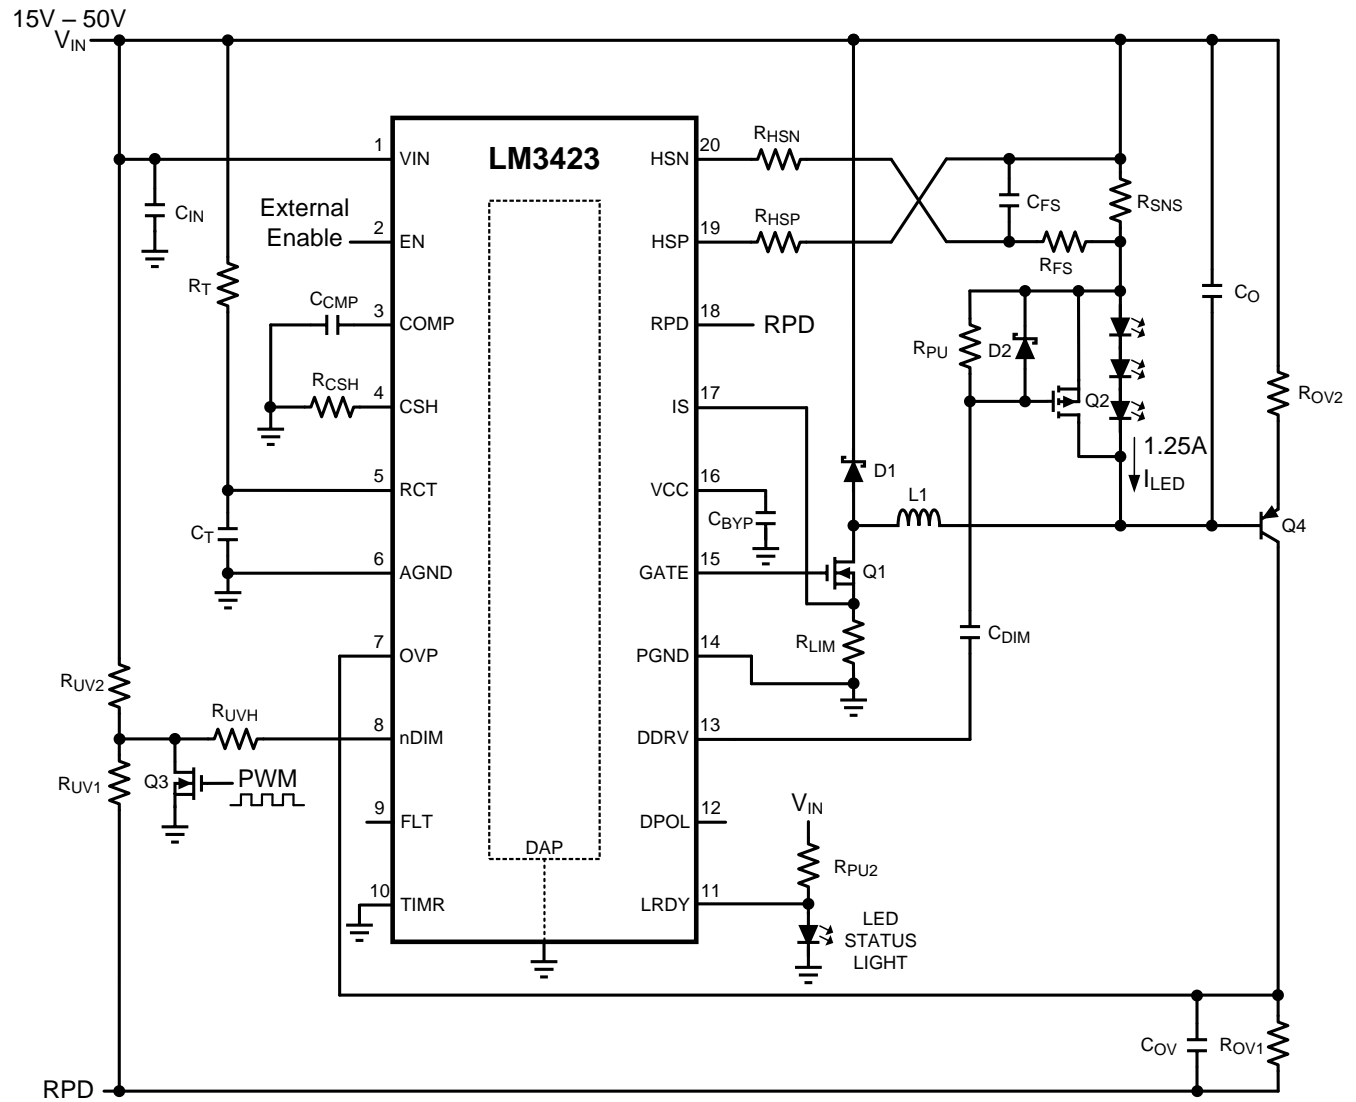 15V – 50V
VIN
LM3423
1 VIN
HSN 20
RHSN
CIN
External
Enable
2 EN
HSP 19
RHSP
CFS
RSNS
RFS
RT
CCMP
3 COMP
RPD 18
RPD
CO
RPU
D2
Q2
RCSH
4 CSH
IS 17
ROV2
1.25A
ILED
D1
5 RCT
VCC 16
CBYP
L1
Q4
CT
6 AGND
GATE 15
Q1
RLIM
CDIM
7 OVP
PGND 14
RUV2
RUVH
8 nDIM
DDRV 13
RUV1
Q3
PWM
9 FLT
DPOL 12
VIN
DAP
RPU2
10 TIMR
LRDY 11
LED
STATUS
LIGHT
COV
ROV1
RPD